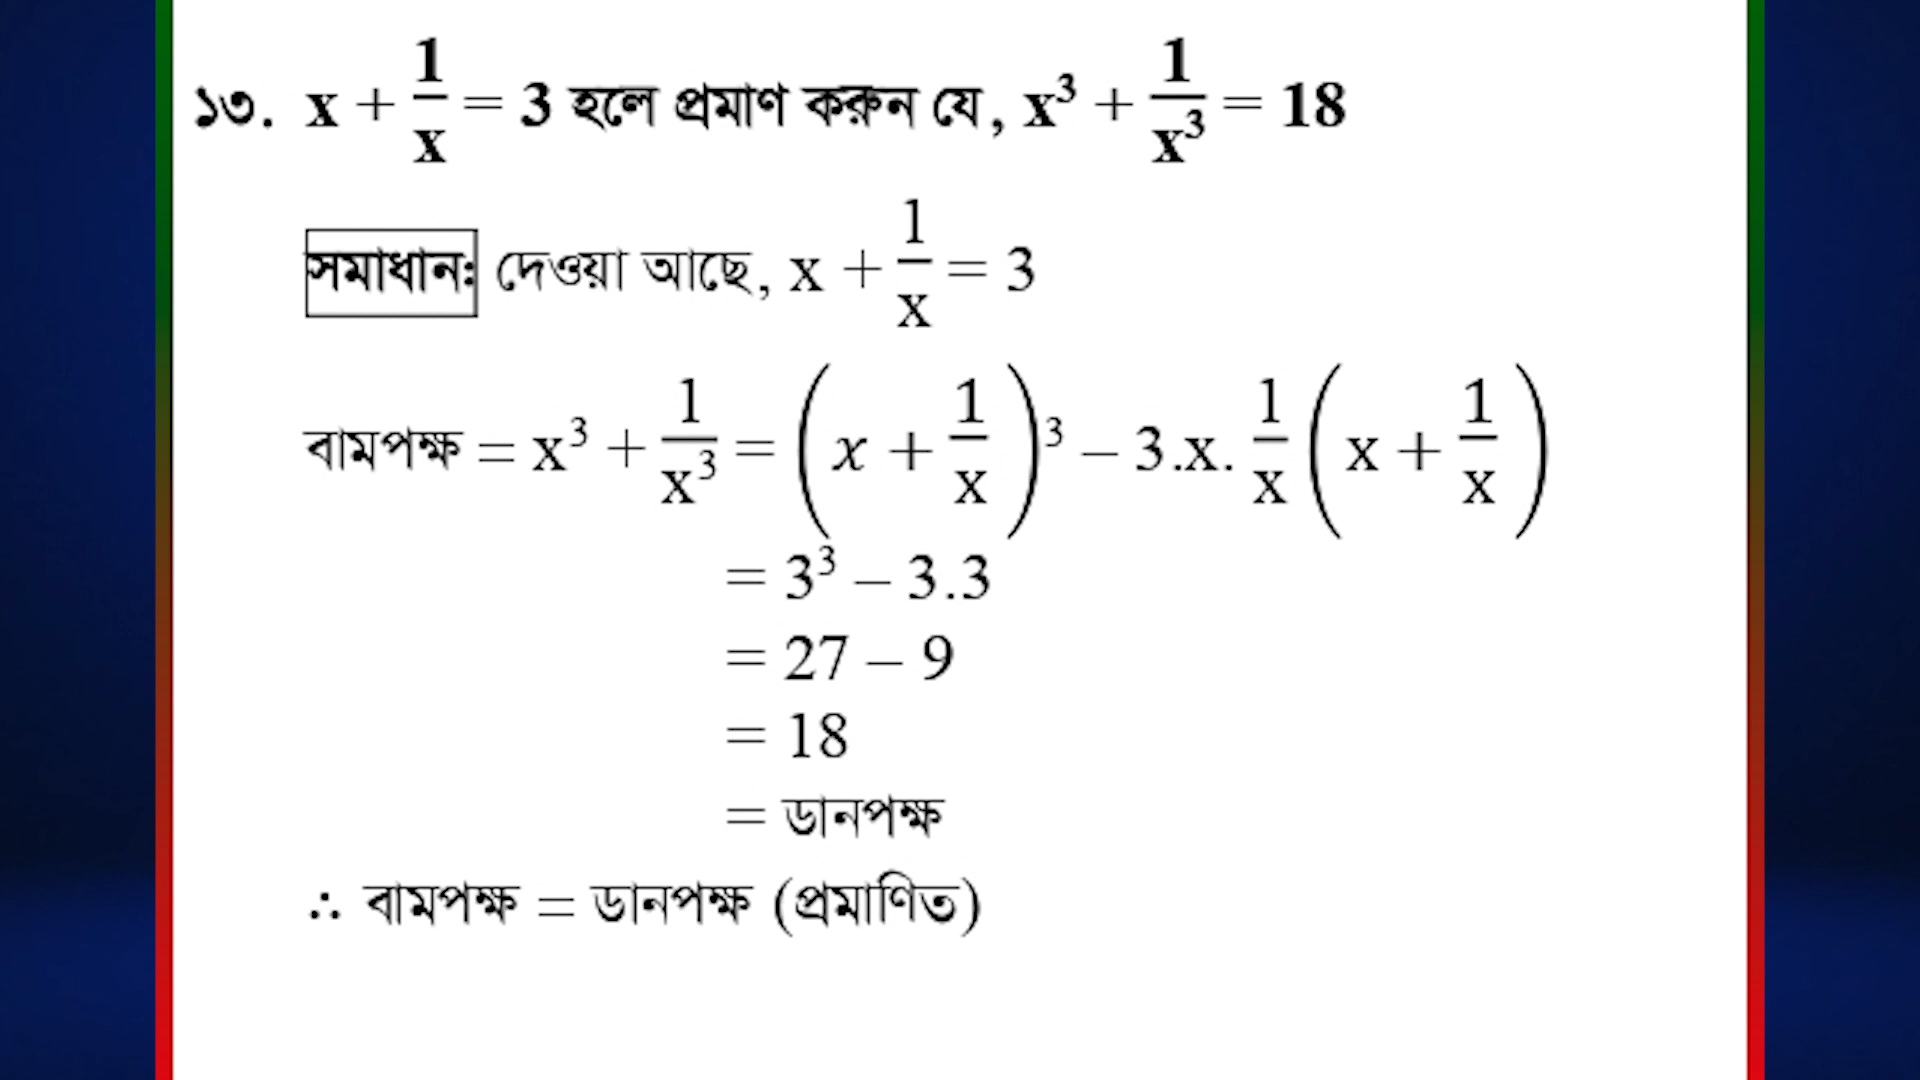 ১৩. x + 1/x = 3 হলে প্রমাণ করুন যে, x³ + 1/x³ = 18
সমাধান: দেওয়া আছে, x + 1/x = 3
বামপক্ষ = x³ + 1/x³ = (x + 1/x)³ – 3.x. 1/x (x + 1/x)
= 3³ – 3.3
= 27 – 9
= 18
= ডানপক্ষ
∴ বামপক্ষ = ডানপক্ষ (প্রমাণিত)